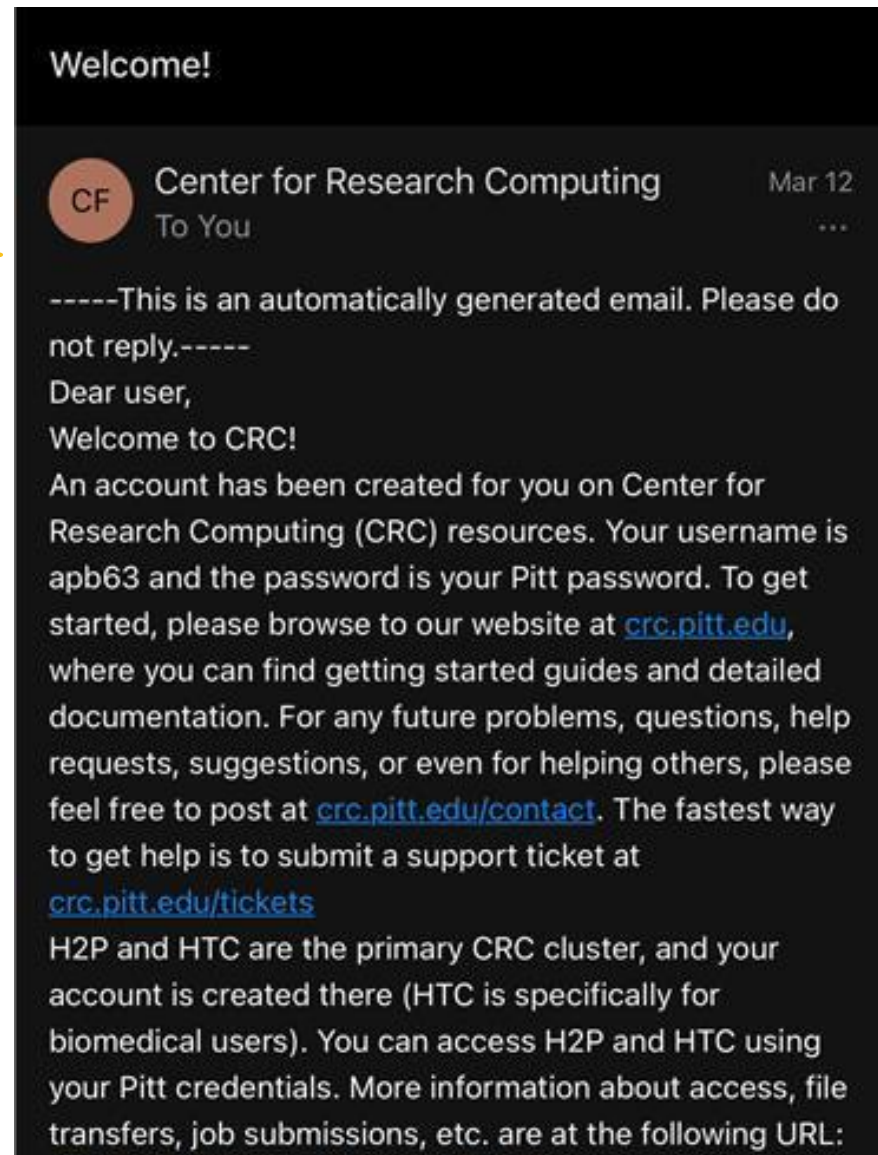 Welcome!
CF
Center for Research Computing
Mar 12
To You
...
-----This is an automatically generated email. Please do
not reply.-----
Dear user,
Welcome to CRC!
An account has been created for you on Center for
Research Computing (CRC) resources. Your username is
apb63 and the password is your Pitt password. To get
started, please browse to our website at crc.pitt.edu,
where you can find getting started guides and detailed
documentation. For any future problems, questions, help
requests, suggestions, or even for helping others, please
feel free to post at crc.pitt.edu/contact. The fastest way
to get help is to submit a support ticket at
crc.pitt.edu/tickets
H2P and HTC are the primary CRC cluster, and your
account is created there (HTC is specifically for
biomedical users). You can access H2P and HTC using
your Pitt credentials. More information about access, file
transfers, job submissions, etc. are at the following URL: